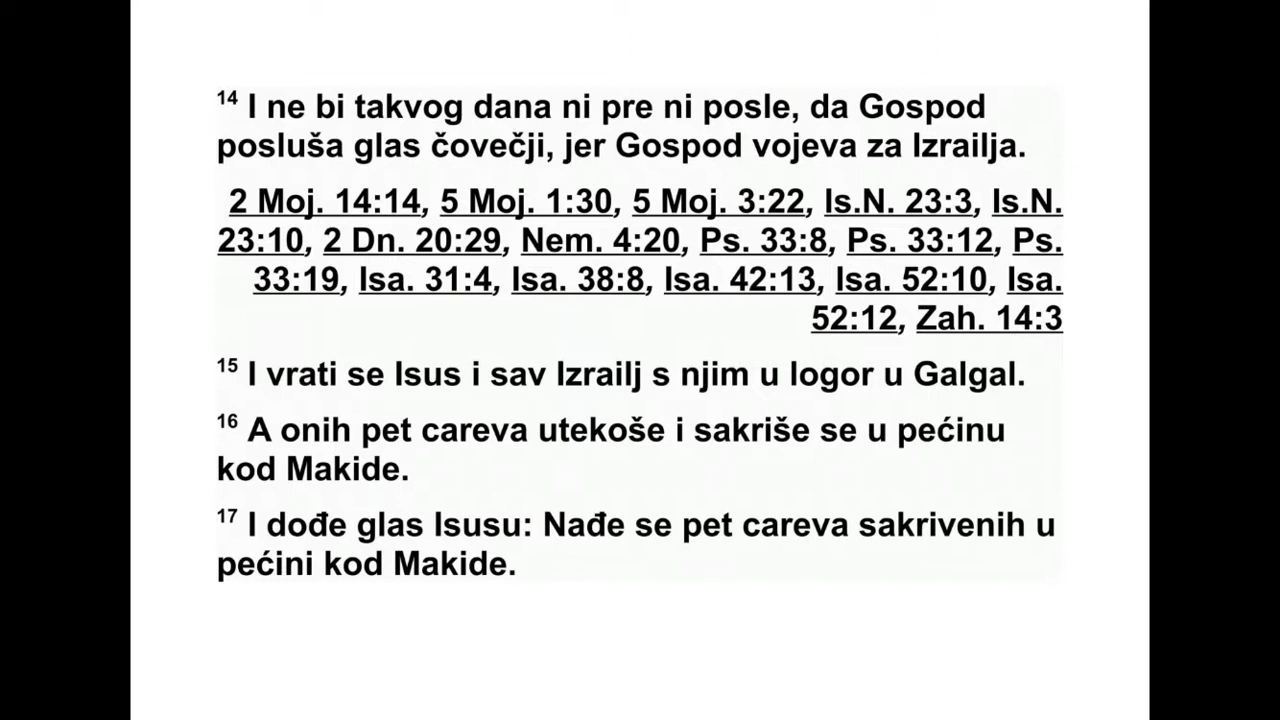 14 I ne bi takvog dana ni pre ni posle, da Gospod
posluša glas čovečji, jer Gospod vojeva za Izrailja.
2 Moj. 14:14, 5 Moj. 1:30, 5 Moj. 3:22, Is.N. 23:3, Is.N.
23:10, 2 Dn. 20:29, Nem. 4:20, Ps. 33:8, Ps. 33:12, Ps.
33:19, Isa. 31:4, Isa. 38:8, Isa. 42:13, Isa. 52:10, Isa.
52:12, Zah. 14:3
15 I vrati se Isus i sav Izrailj s njim u logor u Galgal.
16 A onih pet careva utekoše i sakriše se u pećinu
kod Makide.
17 I dođe glas Isusu: Nađe se pet careva sakrivenih u
pećini kod Makide.